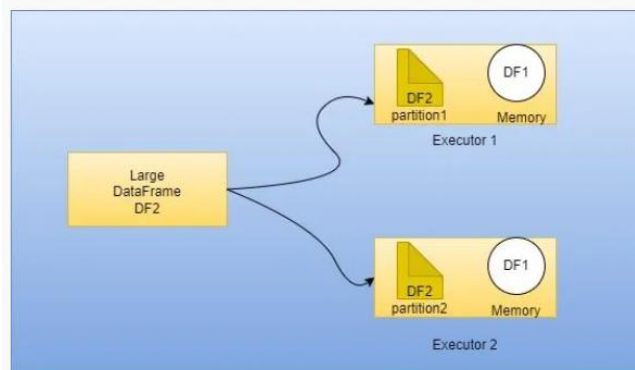 Large
DataFrame
DF2
DF2
partition1
DF1
Memory
Executor 1
DF2
partition2
DF1
Memory
Executor 2